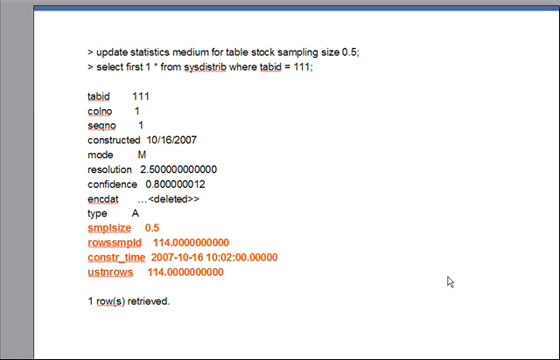 > update statistics medium for table stock sampling size 0.5;
> select first 1 * from sysdistrib where tabid = 111;
tabid 111
colno 1
seqno 1
constructed 10/16/2007
mode M
resolution 2.500000000000
confidence 0.800000012
encdat ...<deleted>>
type A
smplsize 0.5
rowssmpld 114.0000000000
constr_time 2007-10-16 10:02:00.00000
ustnrows 114.0000000000
1 row(s) retrieved.